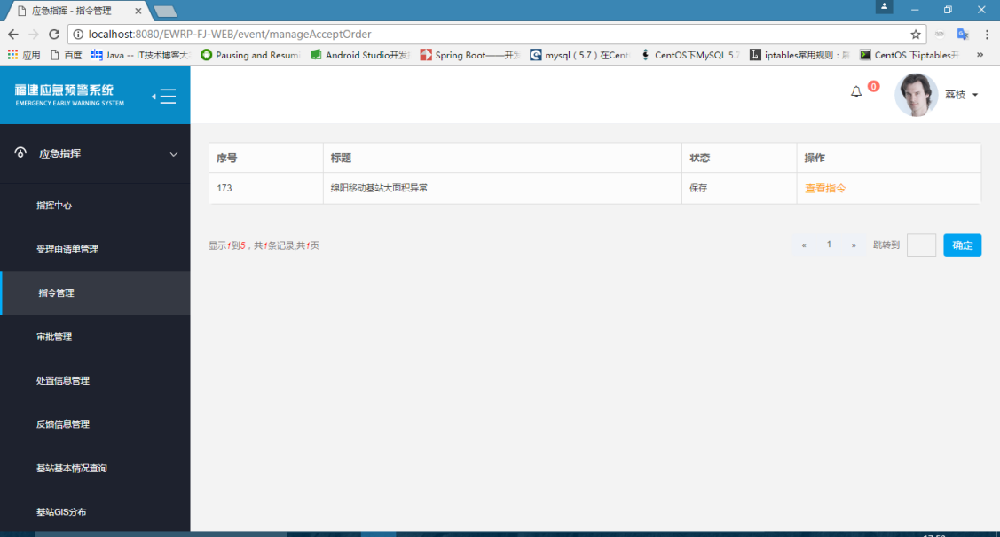 应急指挥 - 指令管理
localhost:8080/EWRP-FJ-WEB/event/manageAcceptOrder
应用 百度 Java -- IT技术博客大 Pausing and Resum Android Studio开发 Spring Boot——开 mysql ( 5.7 ) 在Cent CentOS下MySQL 5.7 iptables常用规则： CentOS 下iptables开 »
福建应急预警系统
EMERGENCY EARLY WARNING SYSTEM
0 荔枝
应急指挥
指挥中心
受理申请单管理
指令管理
审批管理
处置信息管理
反馈信息管理
基站基本情况查询
基站GIS分布
序号 标题 状态 操作
173 绵阳移动基站大面积异常 保存 查看指令
显示1到5，共1条记录,共1页 « 1 » 跳转到 确定